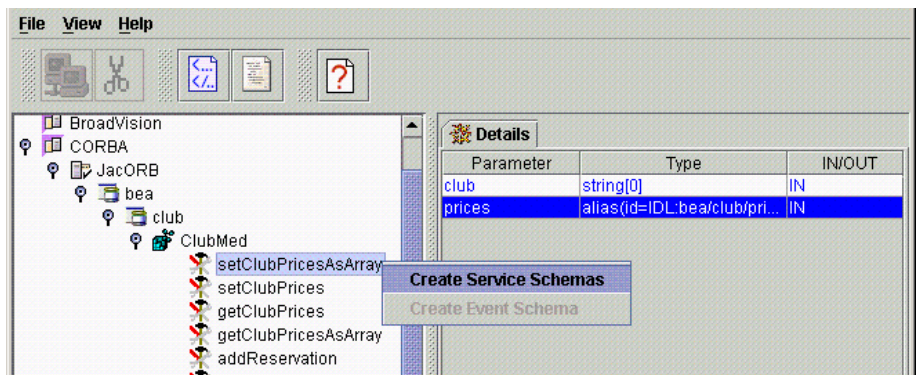 File View Help
BroadVision
CORBA
JacORB
bea
club
ClubMed
setClubPricesAsArray
setClubPrices
getClubPrices
getClubPricesAsArray
addReservation
Create Service Schemas
Create Event Schema
Details
Parameter Type IN/OUT
club string[0] IN
prices alias(id=IDL:bea/club/pri... IN